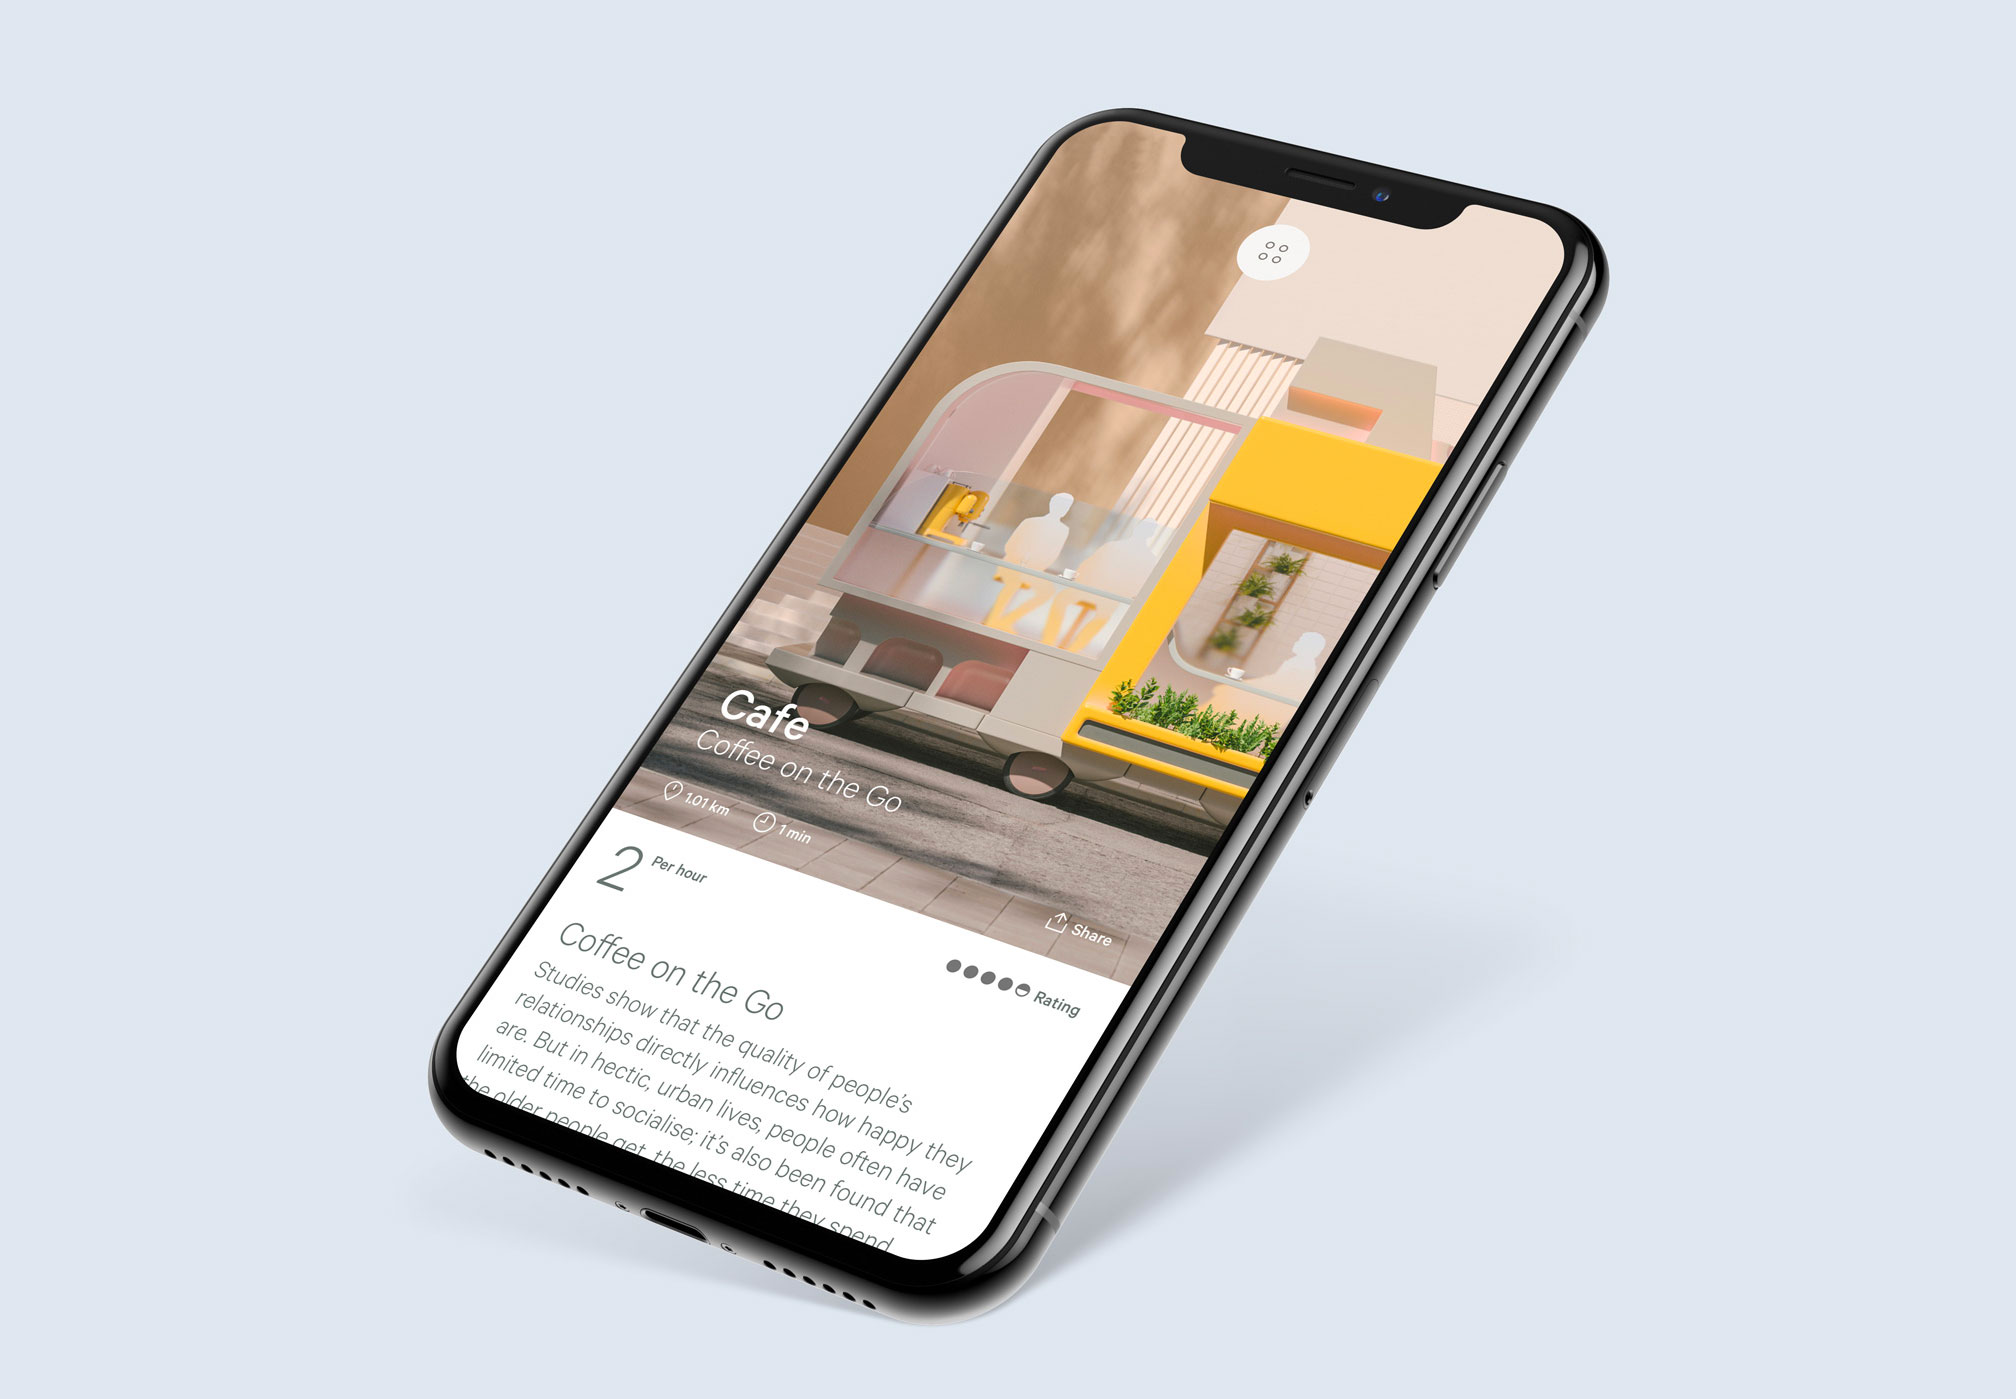 Cafe
Coffee on the Go
1.01 km
1 min
Share
2 Per hour
Rating
Coffee on the Go
Studies show that the quality of people's
relationships directly influences how happy they
are. But in hectic, urban lives, people often have
limited time to socialise; it's also been found that
the older people get, the less time they spend